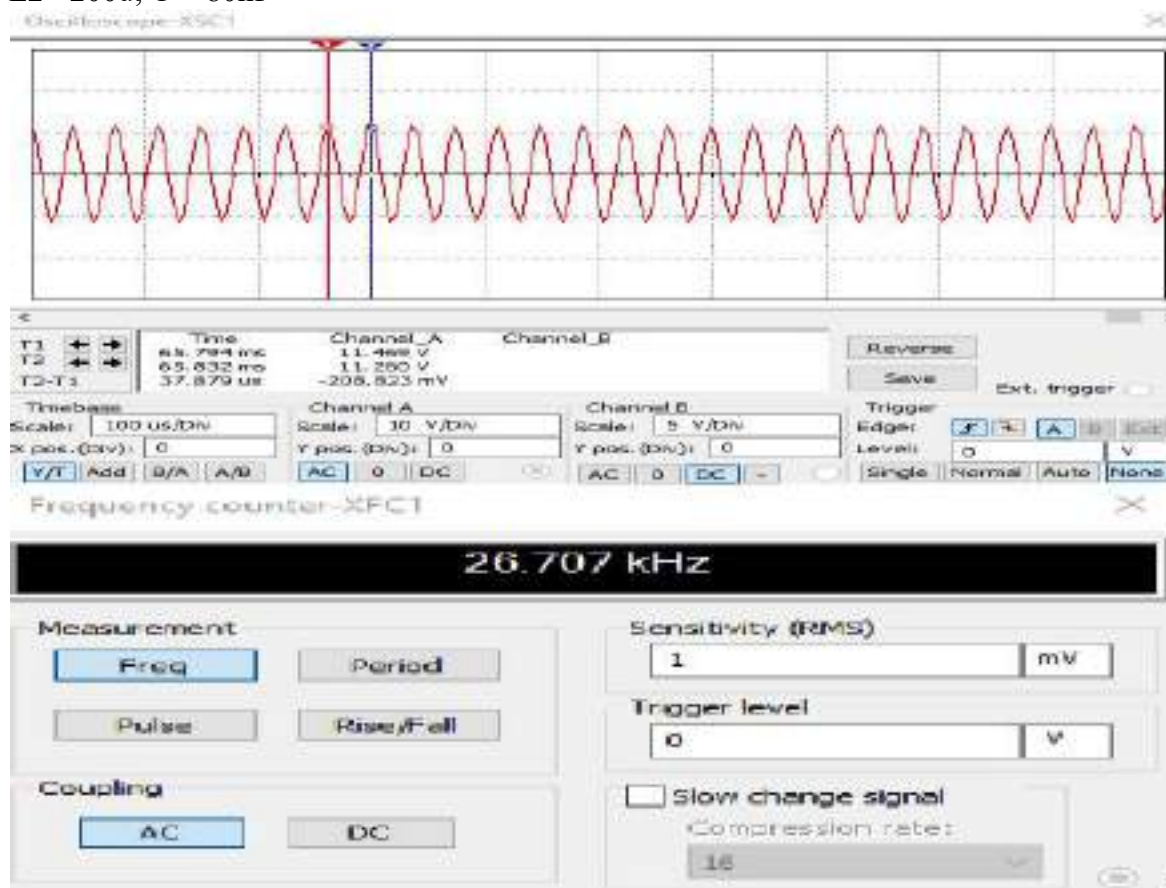 Oscilloscope-XSC1
Time Channel_A Channel_B
T1 65.794 ms 11.469 V
T2 65.832 ms 11.260 V
T2-T1 37.879 us -208.823 mV
Reverse
Save
Ext. trigger
Timebase Channel A Channel B Trigger
Scale: 100 us/Div Scale: 10 V/Div Scale: 5 V/Div Edge: A B Ext
X pos.(Div): 0 Y pos.(Div): 0 Y pos.(Div): 0 Level: 0 V
Y/T Add B/A A/B AC 0 DC AC 0 DC - Single Normal Auto None
Frequency counter-XFC1
26.707 kHz
Measurement Sensitivity (RMS)
Freq Period 1 mV
Pulse Rise/Fall Trigger level
0 V
Coupling Slow change signal
AC DC Compression rate:
16